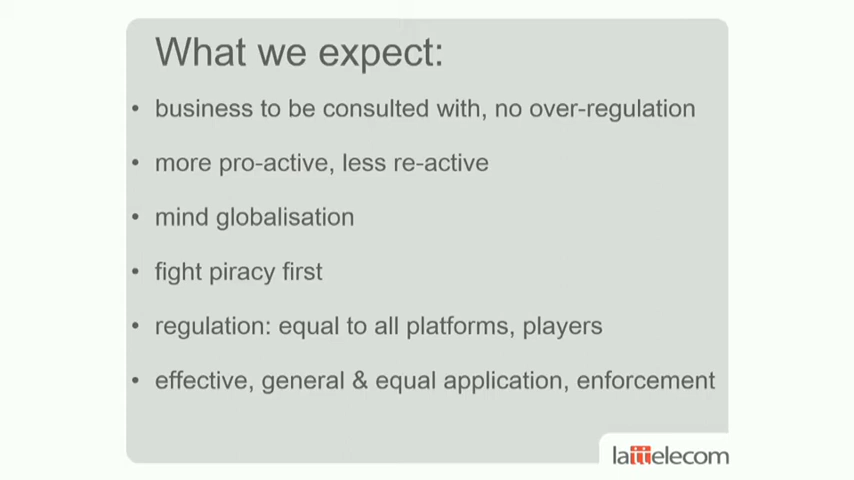 What we expect:
• business to be consulted with, no over-regulation
• more pro-active, less re-active
• mind globalisation
• fight piracy first
• regulation: equal to all platforms, players
• effective, general & equal application, enforcement
lattelecom